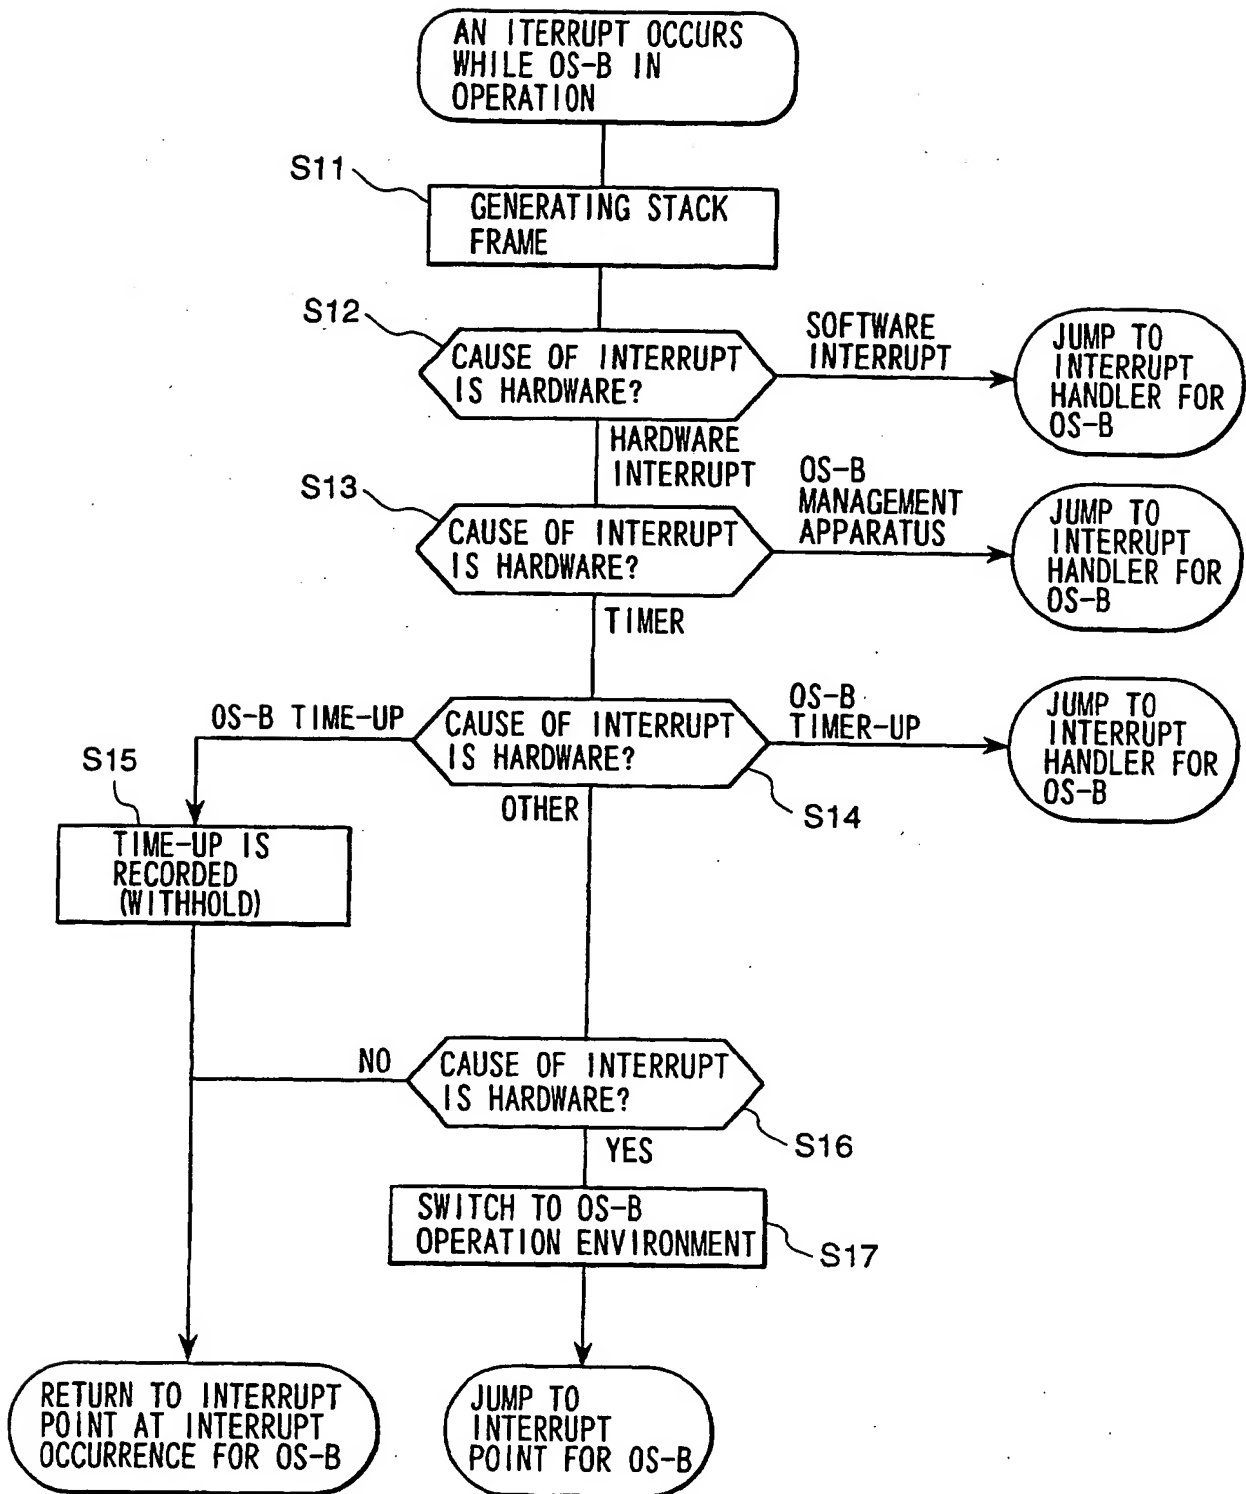 AN ITERRUPT OCCURS
WHILE OS-B IN
OPERATION
S11
GENERATING STACK
FRAME
S12
CAUSE OF INTERRUPT
IS HARDWARE?
SOFTWARE
INTERRUPT
JUMP TO
INTERRUPT
HANDLER FOR
OS-B
HARDWARE
INTERRUPT
S13
CAUSE OF INTERRUPT
IS HARDWARE?
OS-B
MANAGEMENT
APPARATUS
JUMP TO
INTERRUPT
HANDLER FOR
OS-B
TIMER
OS-B TIME-UP
CAUSE OF INTERRUPT
IS HARDWARE?
OS-B
TIMER-UP
JUMP TO
INTERRUPT
HANDLER FOR
OS-B
S14
OTHER
S15
TIME-UP IS
RECORDED
(WITHHOLD)
NO
CAUSE OF INTERRUPT
IS HARDWARE?
S16
YES
SWITCH TO OS-B
OPERATION ENVIRONMENT
S17
RETURN TO INTERRUPT
POINT AT INTERRUPT
OCCURRENCE FOR OS-B
JUMP TO
INTERRUPT
POINT FOR OS-B